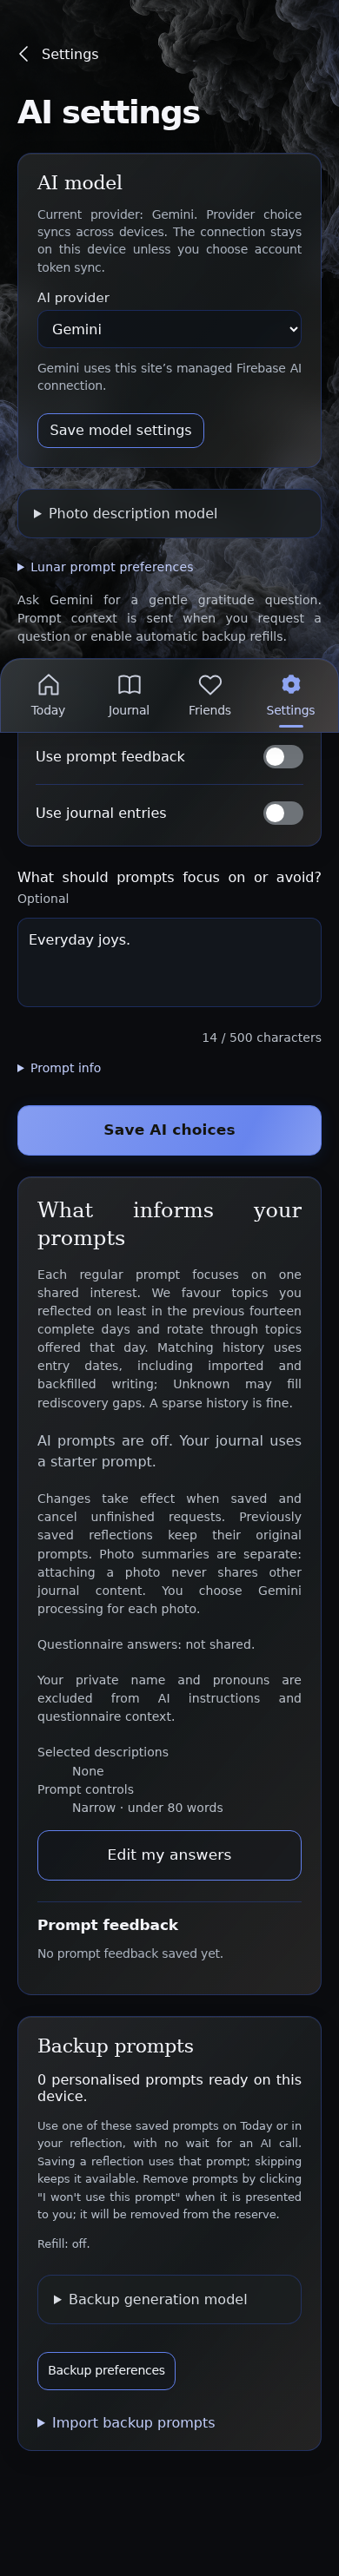 Settings
AI settings
AI model
Current provider: Gemini. Provider choice
syncs across devices. The connection stays
on this device unless you choose account
token sync.
AI provider
Gemini
Gemini uses this site’s managed Firebase AI
connection.
Save model settings
Photo description model
Lunar prompt preferences
Ask Gemini for a gentle gratitude question.
Prompt context is sent when you request a
question or enable automatic backup refills.
Today
Journal
Friends
Settings
Use prompt feedback
Use journal entries
What should prompts focus on or avoid?
Optional
Everyday joys.
14 / 500 characters
Prompt info
Save AI choices
What informs your
prompts
Each regular prompt focuses on one
shared interest. We favour topics you
reflected on least in the previous fourteen
complete days and rotate through topics
offered that day. Matching history uses
entry dates, including imported and
backfilled writing; Unknown may fill
rediscovery gaps. A sparse history is fine.
AI prompts are off. Your journal uses
a starter prompt.
Changes take effect when saved and
cancel unfinished requests. Previously
saved reflections keep their original
prompts. Photo summaries are separate:
attaching a photo never shares other
journal content. You choose Gemini
processing for each photo.
Questionnaire answers: not shared.
Your private name and pronouns are
excluded from AI instructions and
questionnaire context.
Selected descriptions
None
Prompt controls
Narrow · under 80 words
Edit my answers
Prompt feedback
No prompt feedback saved yet.
Backup prompts
0 personalised prompts ready on this
device.
Use one of these saved prompts on Today or in
your reflection, with no wait for an AI call.
Saving a reflection uses that prompt; skipping
keeps it available. Remove prompts by clicking
"I won't use this prompt" when it is presented
to you; it will be removed from the reserve.
Refill: off.
Backup generation model
Backup preferences
Import backup prompts